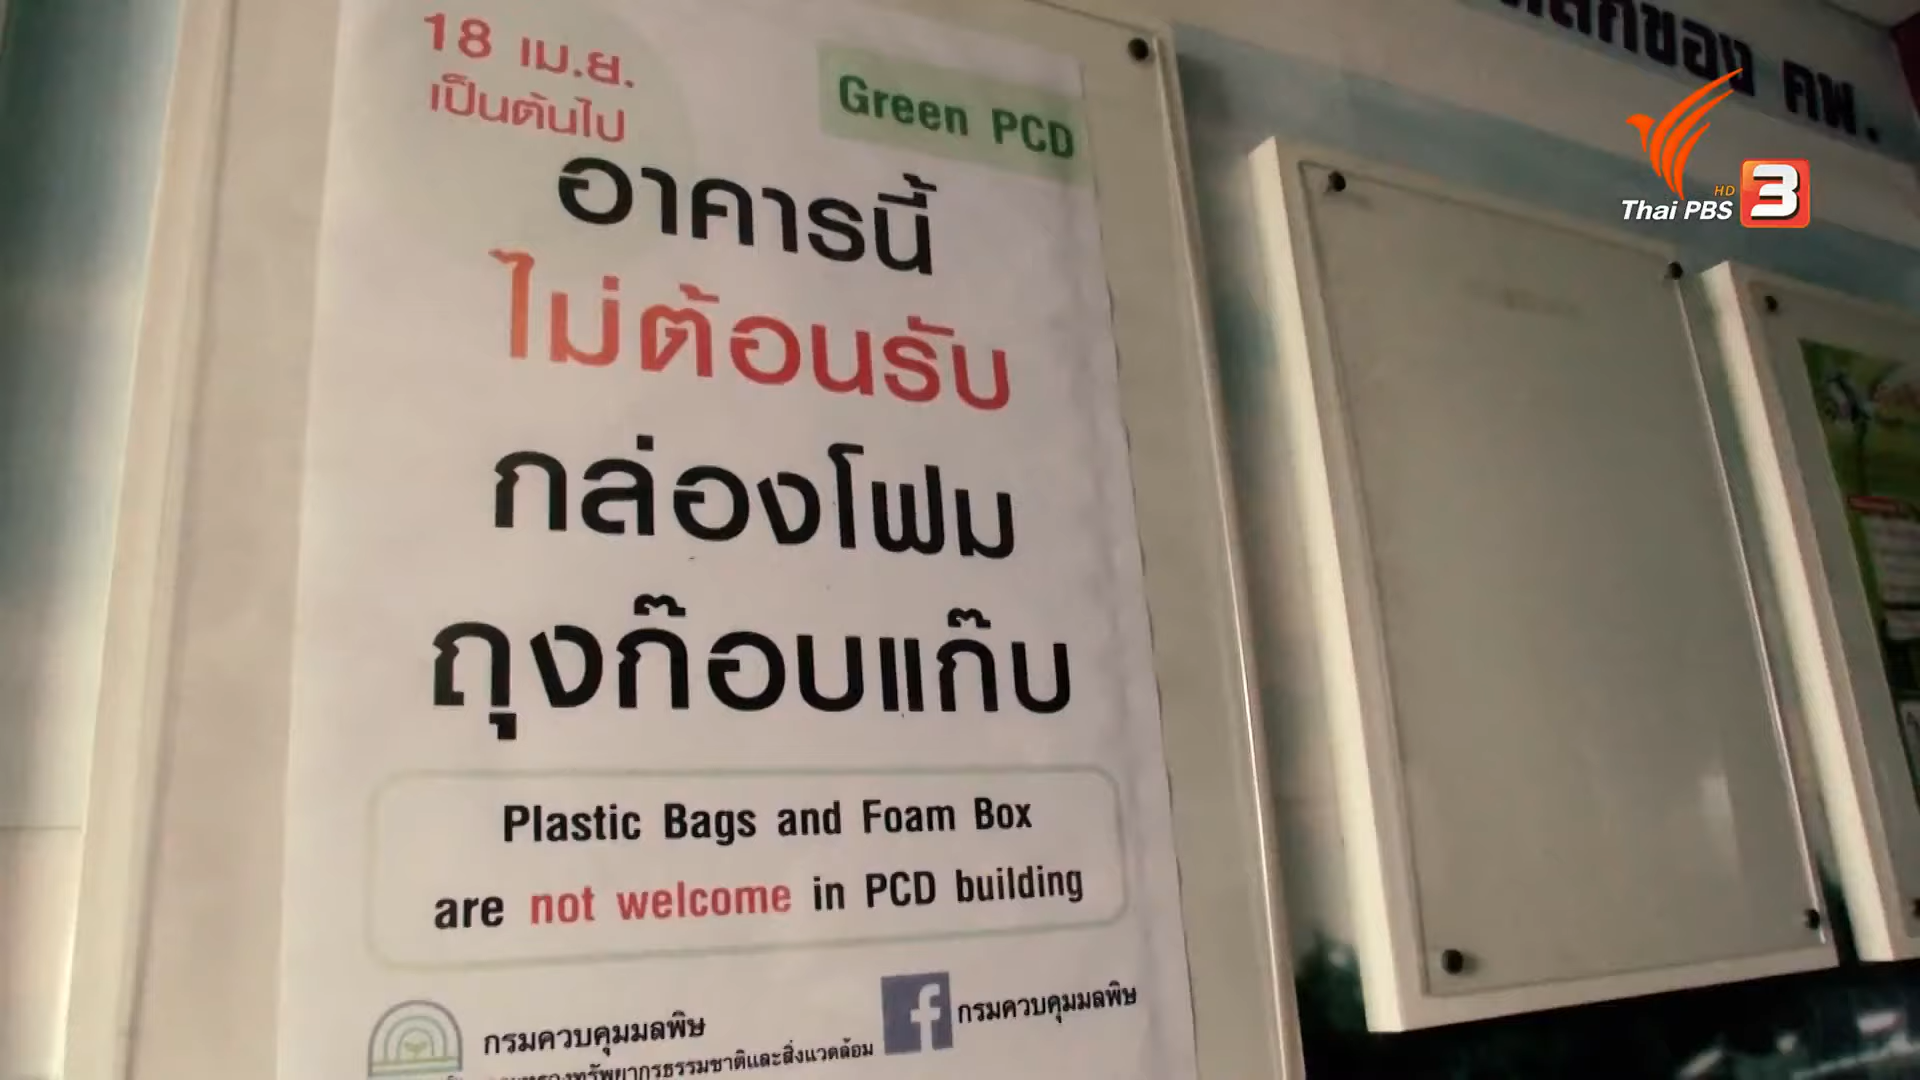 18 เม.ย.
เป็นต้นไป
Green PCD
อาคารนี้
ไม่ต้อนรับ
กล่องโฟม
ถุงก๊อบแก๊บ
Plastic Bags and Foam Box
are not welcome in PCD building
กรมควบคุมมลพิษ
กรมควบคุมมลพิษ
คพ.
HD
Thai PBS 3